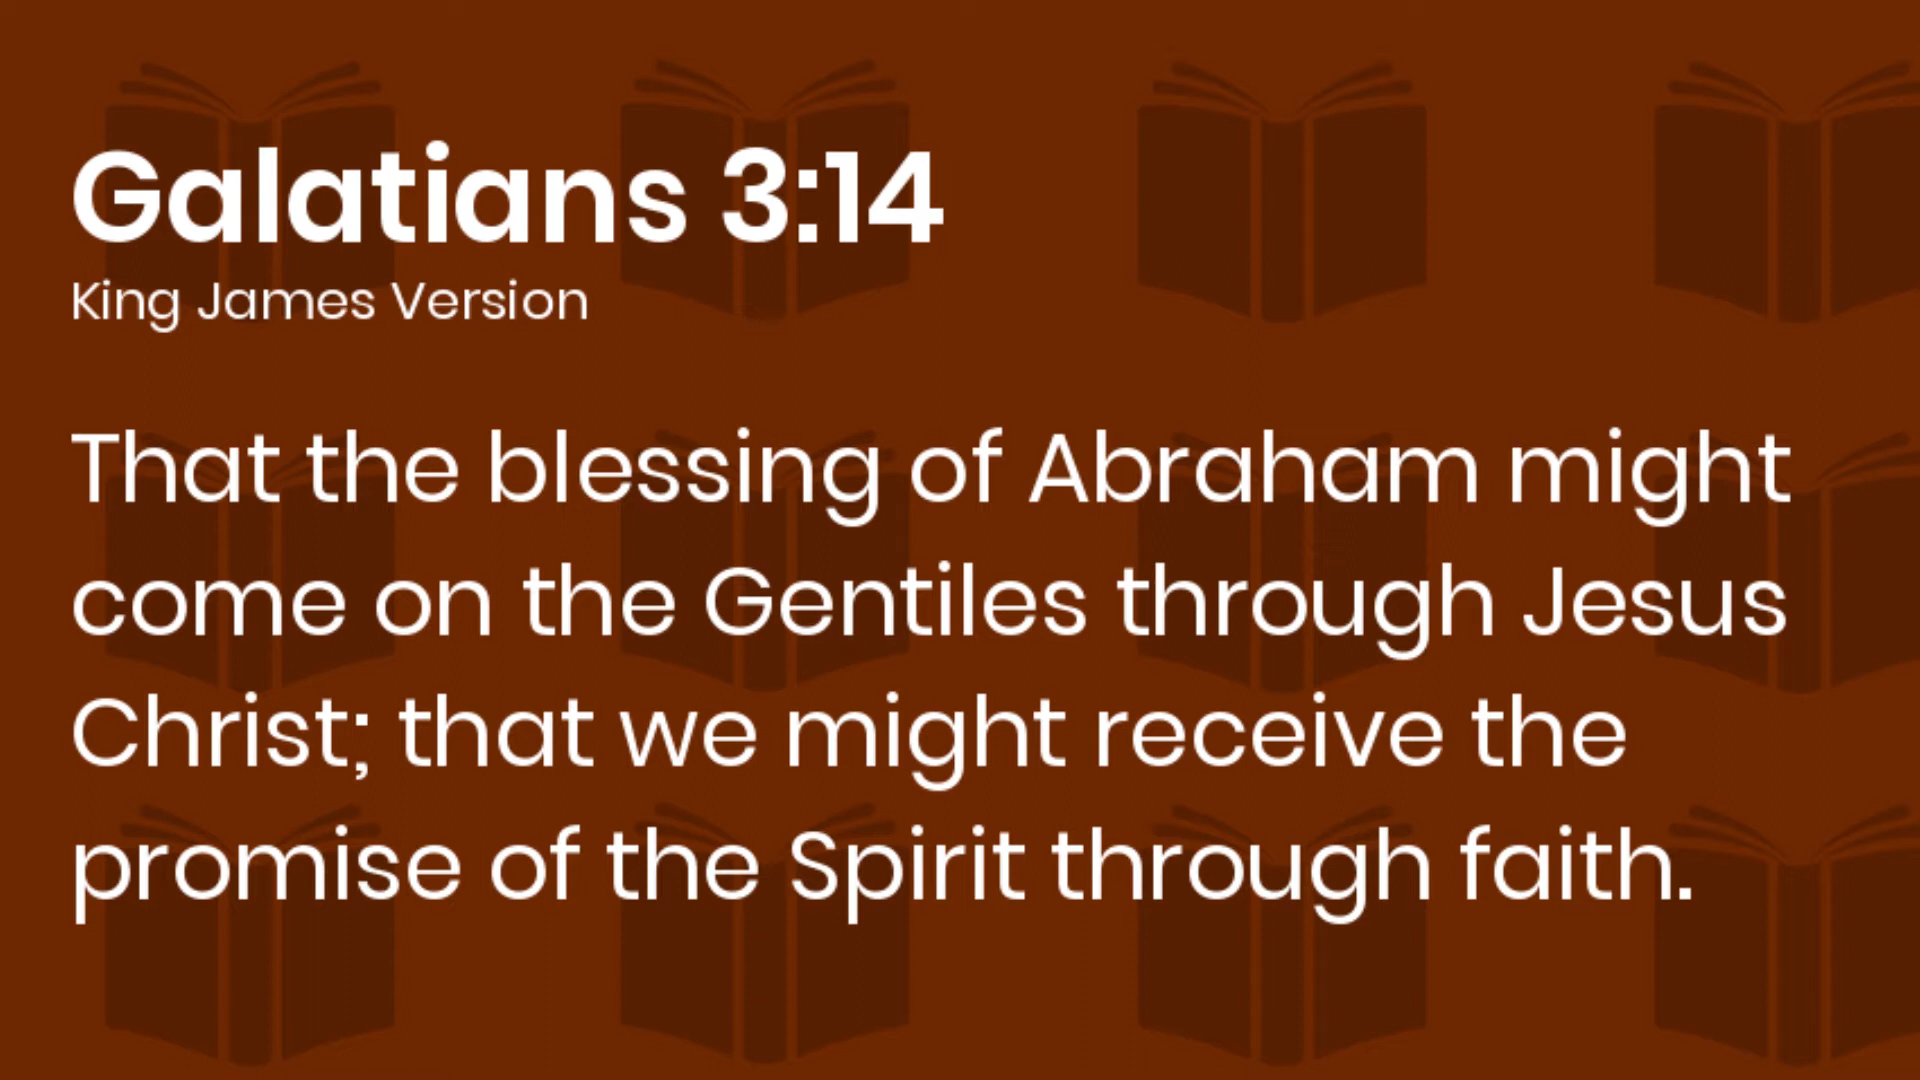 Galatians 3:14
King James Version
That the blessing of Abraham might
come on the Gentiles through Jesus
Christ; that we might receive the
promise of the Spirit through faith.